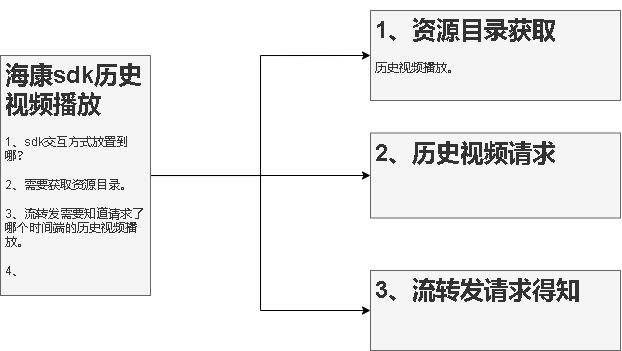 海康sdk历史
视频播放
1、sdk交互方式放置到
哪？
2、需要获取资源目录。
3、流转发需要知道请求了
哪个时间端的历史视频播
放。
4、
1、资源目录获取
历史视频播放。
2、历史视频请求
3、流转发请求得知